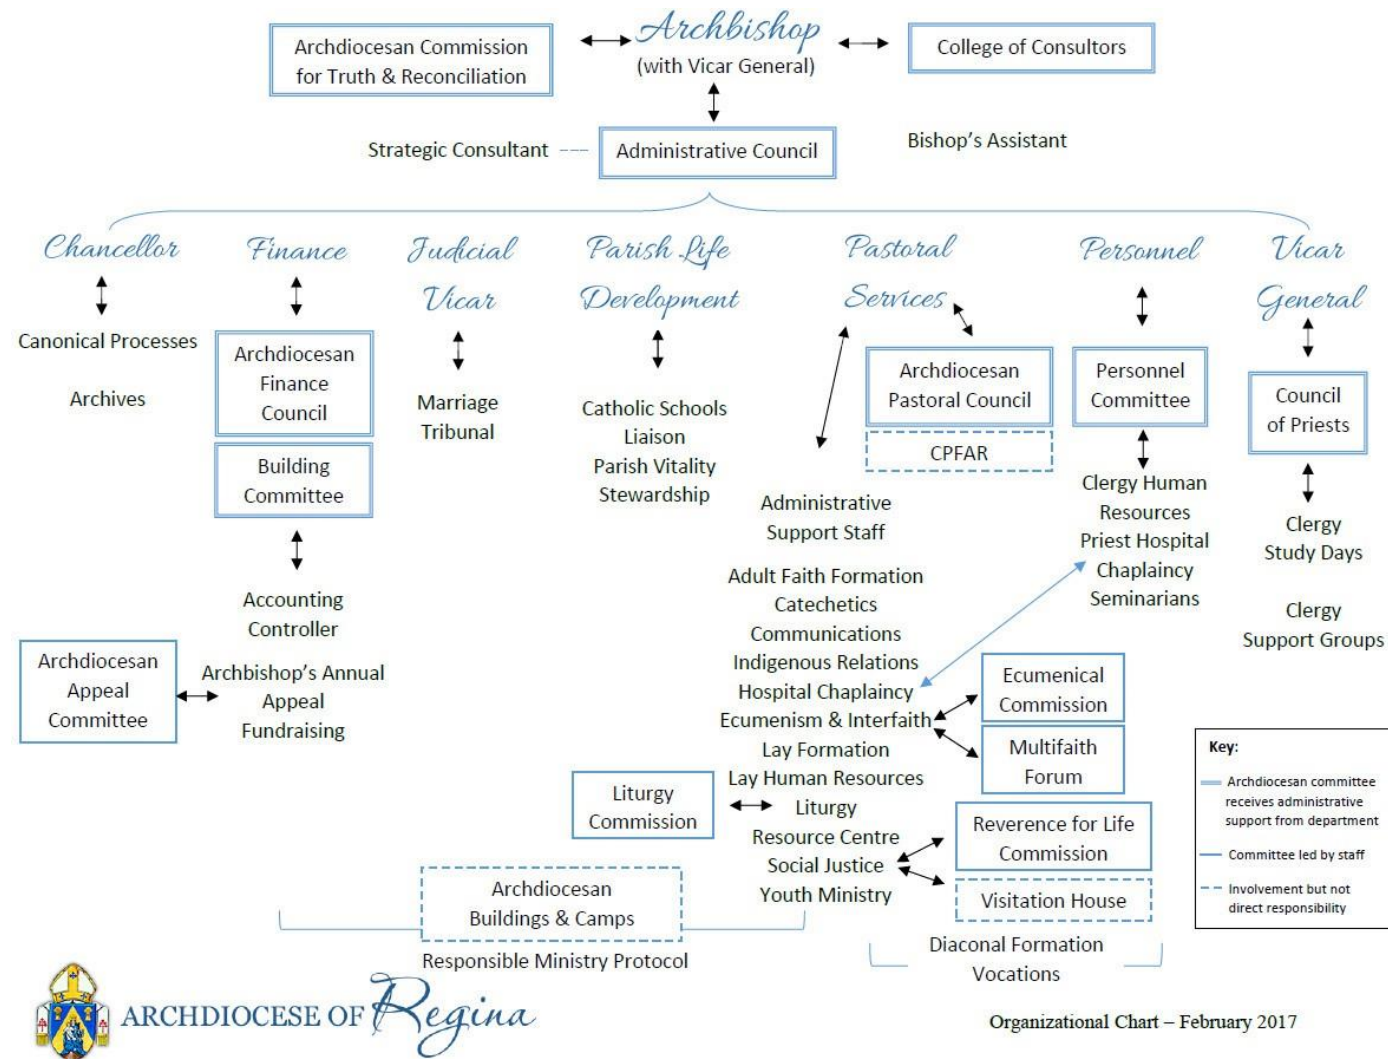 Archdiocesan Commission
for Truth & Reconciliation
Archbishop
(with Vicar General)
College of Consultors
Strategic Consultant
Administrative Council
Bishop's Assistant
Chancellor
Canonical Processes
Archives
Finance
Archdiocesan
Finance
Council
Building
Committee
Accounting
Controller
Archdiocesan
Appeal
Committee
Archbishop's Annual
Appeal
Fundraising
Judicial
Vicar
Marriage
Tribunal
Parish Life
Development
Catholic Schools
Liaison
Parish Vitality
Stewardship
Pastoral
Services
Archdiocesan
Pastoral Council
CPFAR
Administrative
Support Staff
Adult Faith Formation
Catechetics
Communications
Indigenous Relations
Hospital Chaplaincy
Ecumenism & Interfaith
Lay Formation
Lay Human Resources
Liturgy
Resource Centre
Social Justice
Youth Ministry
Liturgy
Commission
Ecumenical
Commission
Multifaith
Forum
Reverence for Life
Commission
Visitation House
Personnel
Personnel
Committee
Clergy Human
Resources
Priest Hospital
Chaplaincy
Seminarians
Vicar
General
Council
of Priests
Clergy
Study Days
Clergy
Support Groups
Archdiocesan
Buildings & Camps
Responsible Ministry Protocol
Diaconal Formation
Vocations
Key:
Archdiocesan committee
receives administrative
support from department
Committee led by staff
Involvement but not
direct responsibility
ARCHDIOCESE OF Regina
Organizational Chart – February 2017